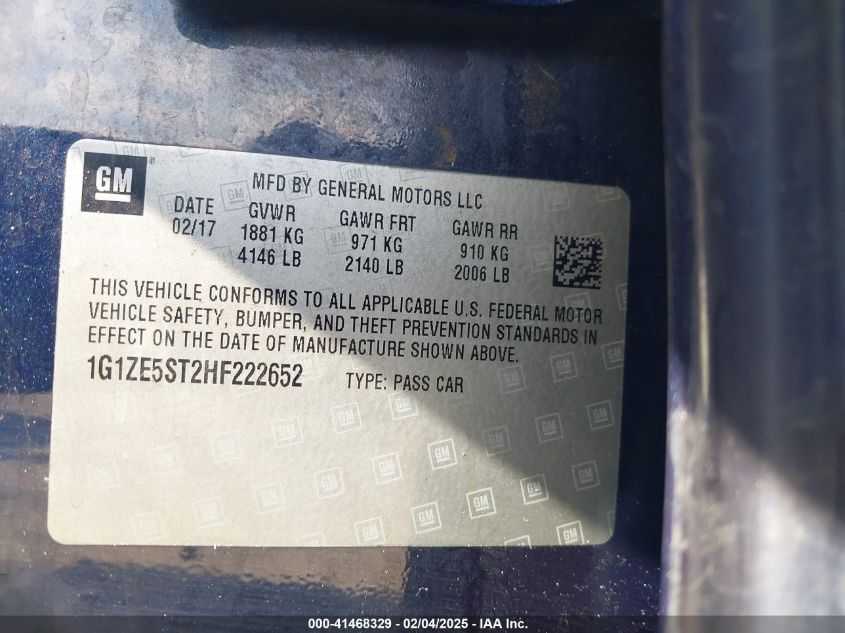 GM
MFD BY GENERAL MOTORS LLC
DATE GVWR GAWR FRT GAWR RR
02/17 1881 KG 971 KG 910 KG
4146 LB 2140 LB 2006 LB
THIS VEHICLE CONFORMS TO ALL APPLICABLE U.S. FEDERAL MOTOR
VEHICLE SAFETY, BUMPER, AND THEFT PREVENTION STANDARDS IN
EFFECT ON THE DATE OF MANUFACTURE SHOWN ABOVE.
1G1ZE5ST2HF222652 TYPE: PASS CAR
000-41468329 - 02/04/2025 - IAAI.com